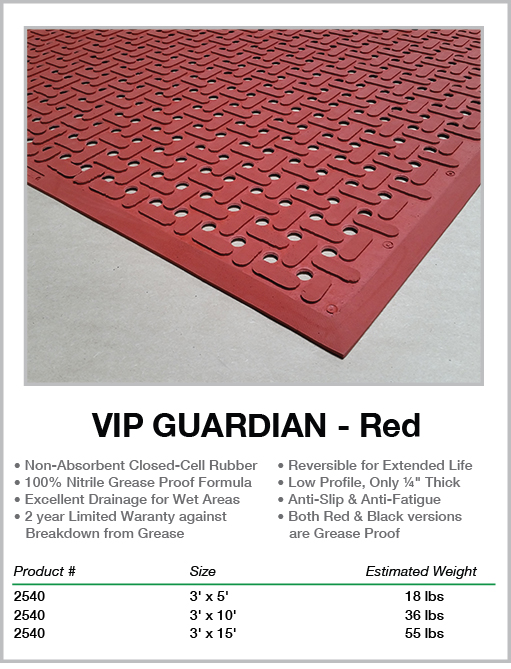 VIP GUARDIAN - Red
• Non-Absorbent Closed-Cell Rubber
• 100% Nitrile Grease Proof Formula
• Excellent Drainage for Wet Areas
• 2 year Limited Waranty against
Breakdown from Grease
• Reversible for Extended Life
• Low Profile, Only ¼" Thick
• Anti-Slip & Anti-Fatigue
• Both Red & Black versions
are Grease Proof
Product # Size Estimated Weight
2540 3' x 5' 18 lbs
2540 3' x 10' 36 lbs
2540 3' x 15' 55 lbs